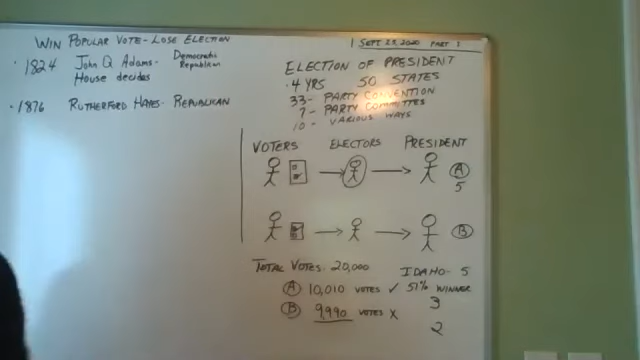 WIN POPULAR VOTE - LOSE ELECTION
• 1824 John Q Adams - Democratic Republican
House decides
• 1876 RUTHERFORD HAYES - REPUBLICAN
SEPT 23, 2020 PART 1
ELECTION OF PRESIDENT
• 4 YRS 50 STATES
33 - PARTY CONVENTION
7 - PARTY COMMITTEE
10 - VARIOUS WAYS
VOTERS ELECTORS PRESIDENT
A
5
B
TOTAL VOTES: 20,000 IDAHO - 5
A 10,010 VOTES ✓ 51% WINNER
3
B 9,990 VOTES X
2